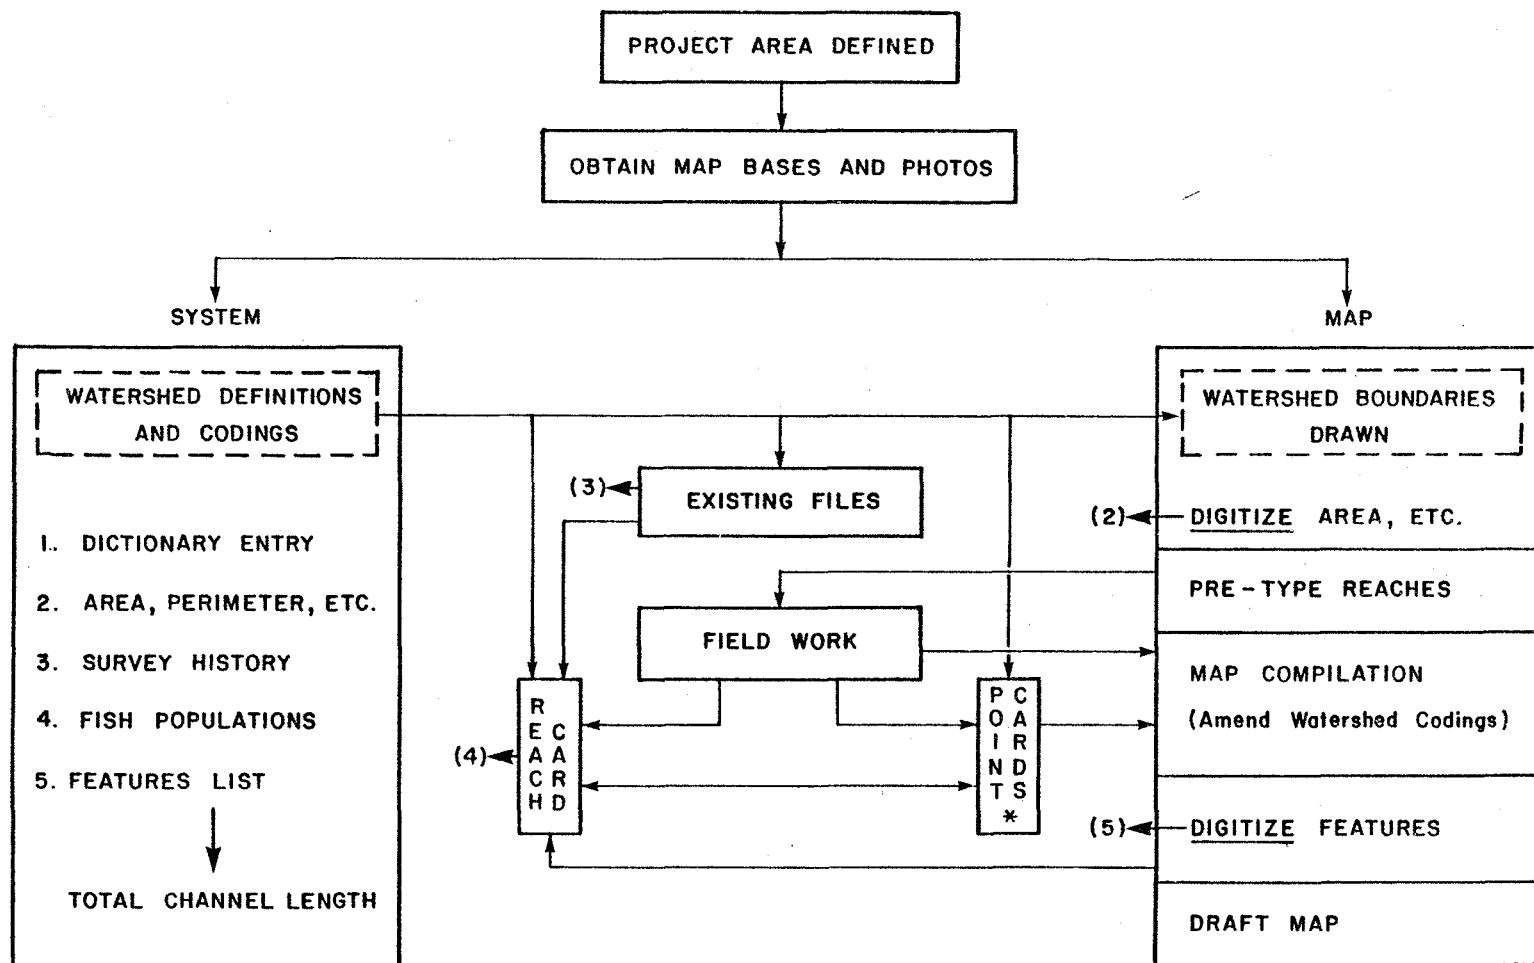 PROJECT AREA DEFINED
OBTAIN MAP BASES AND PHOTOS
SYSTEM
MAP
WATERSHED DEFINITIONS
AND CODINGS
1. DICTIONARY ENTRY
2. AREA, PERIMETER, ETC.
3. SURVEY HISTORY
4. FISH POPULATIONS
5. FEATURES LIST
TOTAL CHANNEL LENGTH
(3)
EXISTING FILES
FIELD WORK
(4)
REACH
CARD
POINT
CARDS
*
WATERSHED BOUNDARIES
DRAWN
(2) DIGITIZE AREA, ETC.
PRE-TYPE REACHES
MAP COMPILATION
(Amend Watershed Codings)
(5) DIGITIZE FEATURES
DRAFT MAP